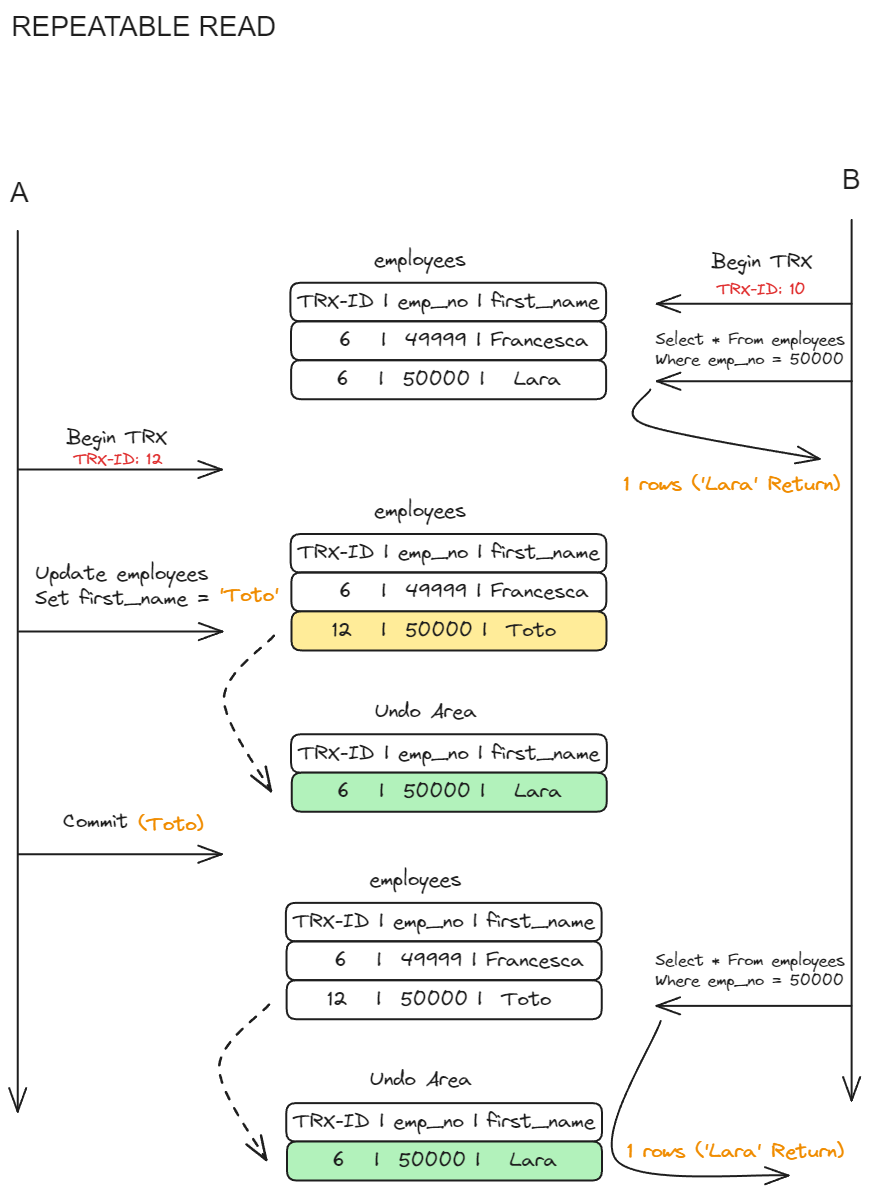 REPEATABLE READ
A
B
employees
TRX-ID | emp_no | first_name
6 | 49999 | Francesca
6 | 50000 | Lara
Begin TRX
TRX-ID: 10
Select * From employees
Where emp_no = 50000
1 rows ('Lara' Return)
Begin TRX
TRX-ID: 12
Update employees
Set first_name = 'Toto'
employees
TRX-ID | emp_no | first_name
6 | 49999 | Francesca
12 | 50000 | Toto
Undo Area
TRX-ID | emp_no | first_name
6 | 50000 | Lara
Commit (Toto)
employees
TRX-ID | emp_no | first_name
6 | 49999 | Francesca
12 | 50000 | Toto
Select * From employees
Where emp_no = 50000
Undo Area
TRX-ID | emp_no | first_name
6 | 50000 | Lara
1 rows ('Lara' Return)